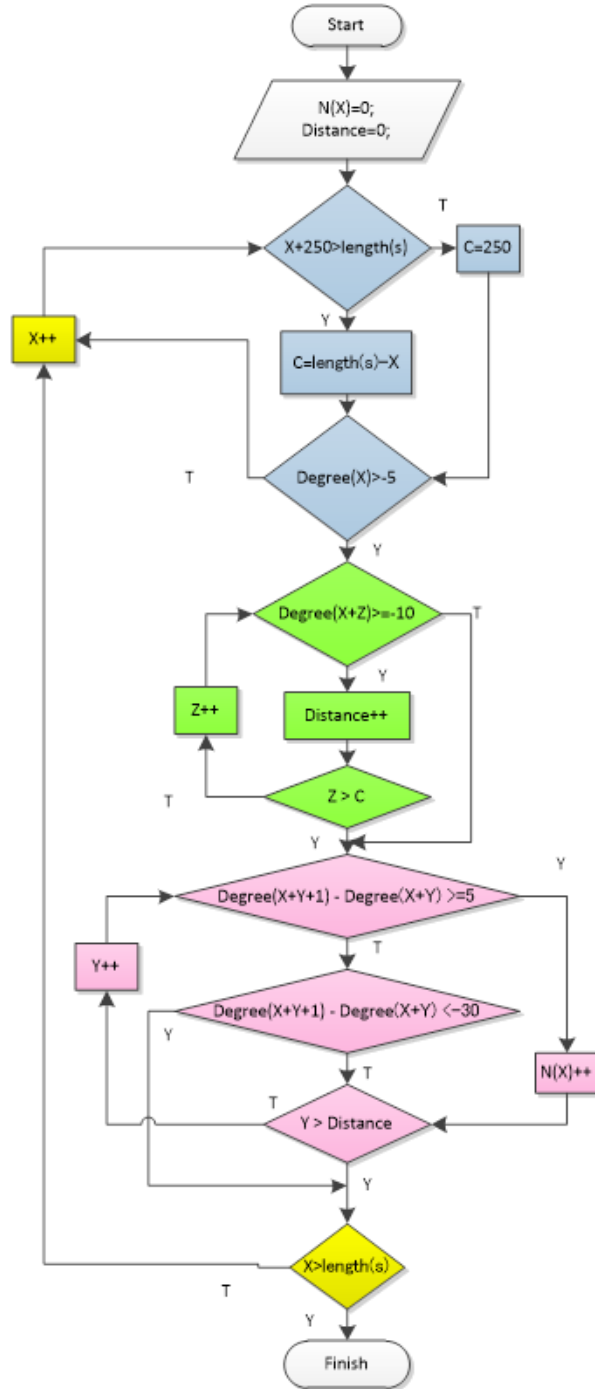 Start
N(X)=0;
Distance=0;
T
X+250>length(s)
C=250
Y
X++
C=length(s)-X
T
Degree(X)>-5
Y
Degree(X+Z)>=-10
T
Y
Z++
Distance++
T
Z > C
Y
Y
Degree(X+Y+1) - Degree(X+Y) >=5
T
Y++
Degree(X+Y+1) - Degree(X+Y) <-30
Y
N(X)++
T
T
Y > Distance
Y
X>length(s)
T
Y
Finish